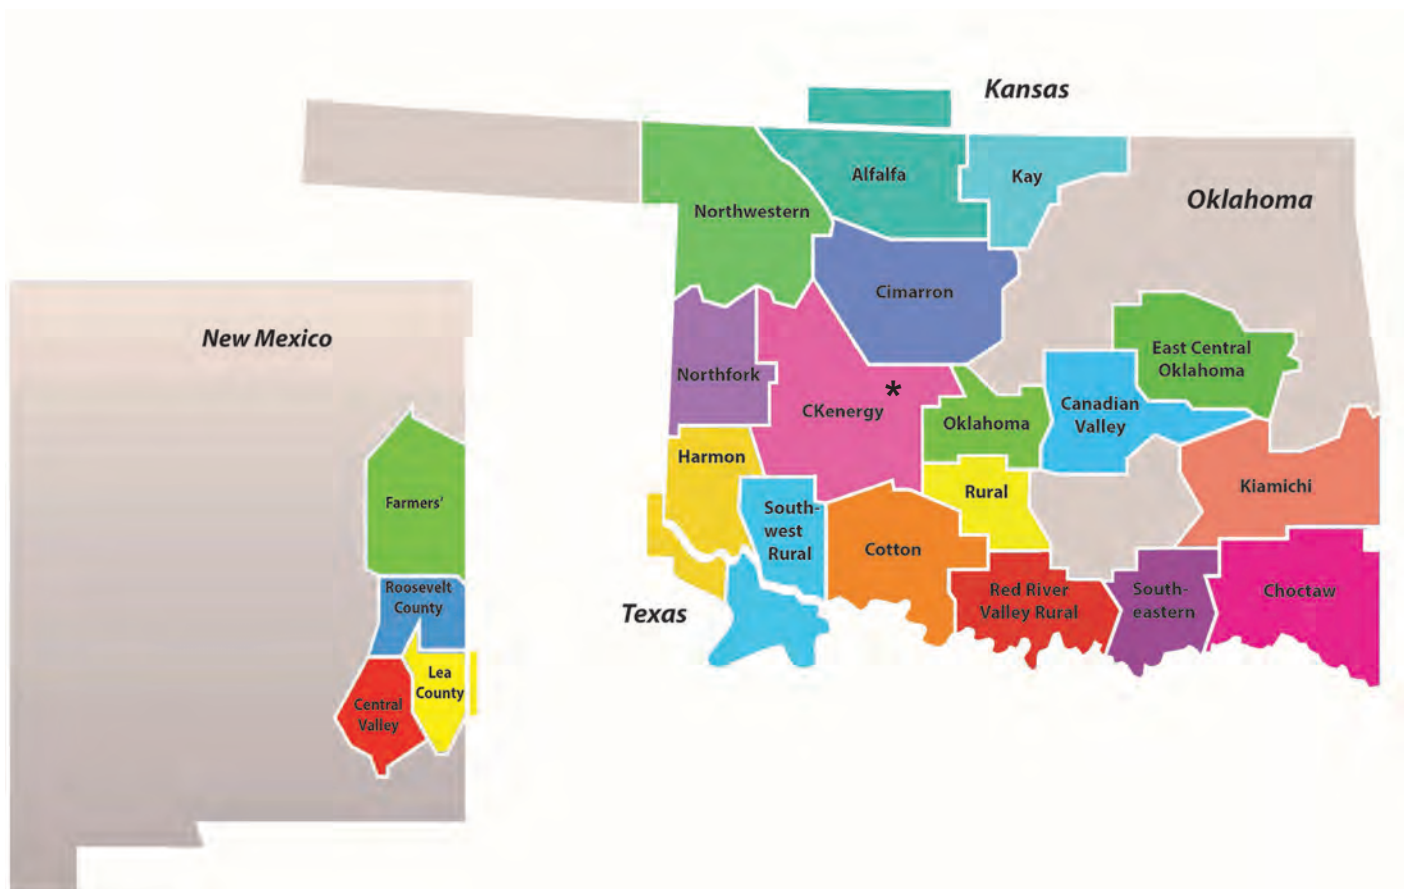 Kansas
Alfalfa
Kay
Oklahoma
Northwestern
Cimarron
New Mexico
East Central
Oklahoma
Northfork
*
CKenergy
Canadian
Valley
Oklahoma
Harmon
Kiamichi
Rural
Farmers'
South-
west
Rural
Cotton
Roosevelt
County
Red River
Valley Rural
South-
eastern
Choctaw
Texas
Lea
County
Central
Valley